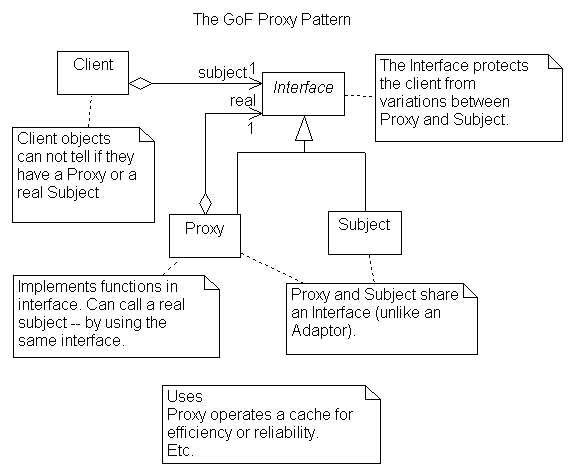 The GoF Proxy Pattern
Client
subject
1
Interface
real
1
The Interface protects
the client from
variations between
Proxy and Subject.
Client objects
can not tell if they
have a Proxy or a
real Subject
Proxy
Subject
Implements functions in
interface. Can call a real
subject -- by using the
same interface.
Proxy and Subject share
an Interface (unlike an
Adaptor).
Uses
Proxy operates a cache for
efficiency or reliability.
Etc.